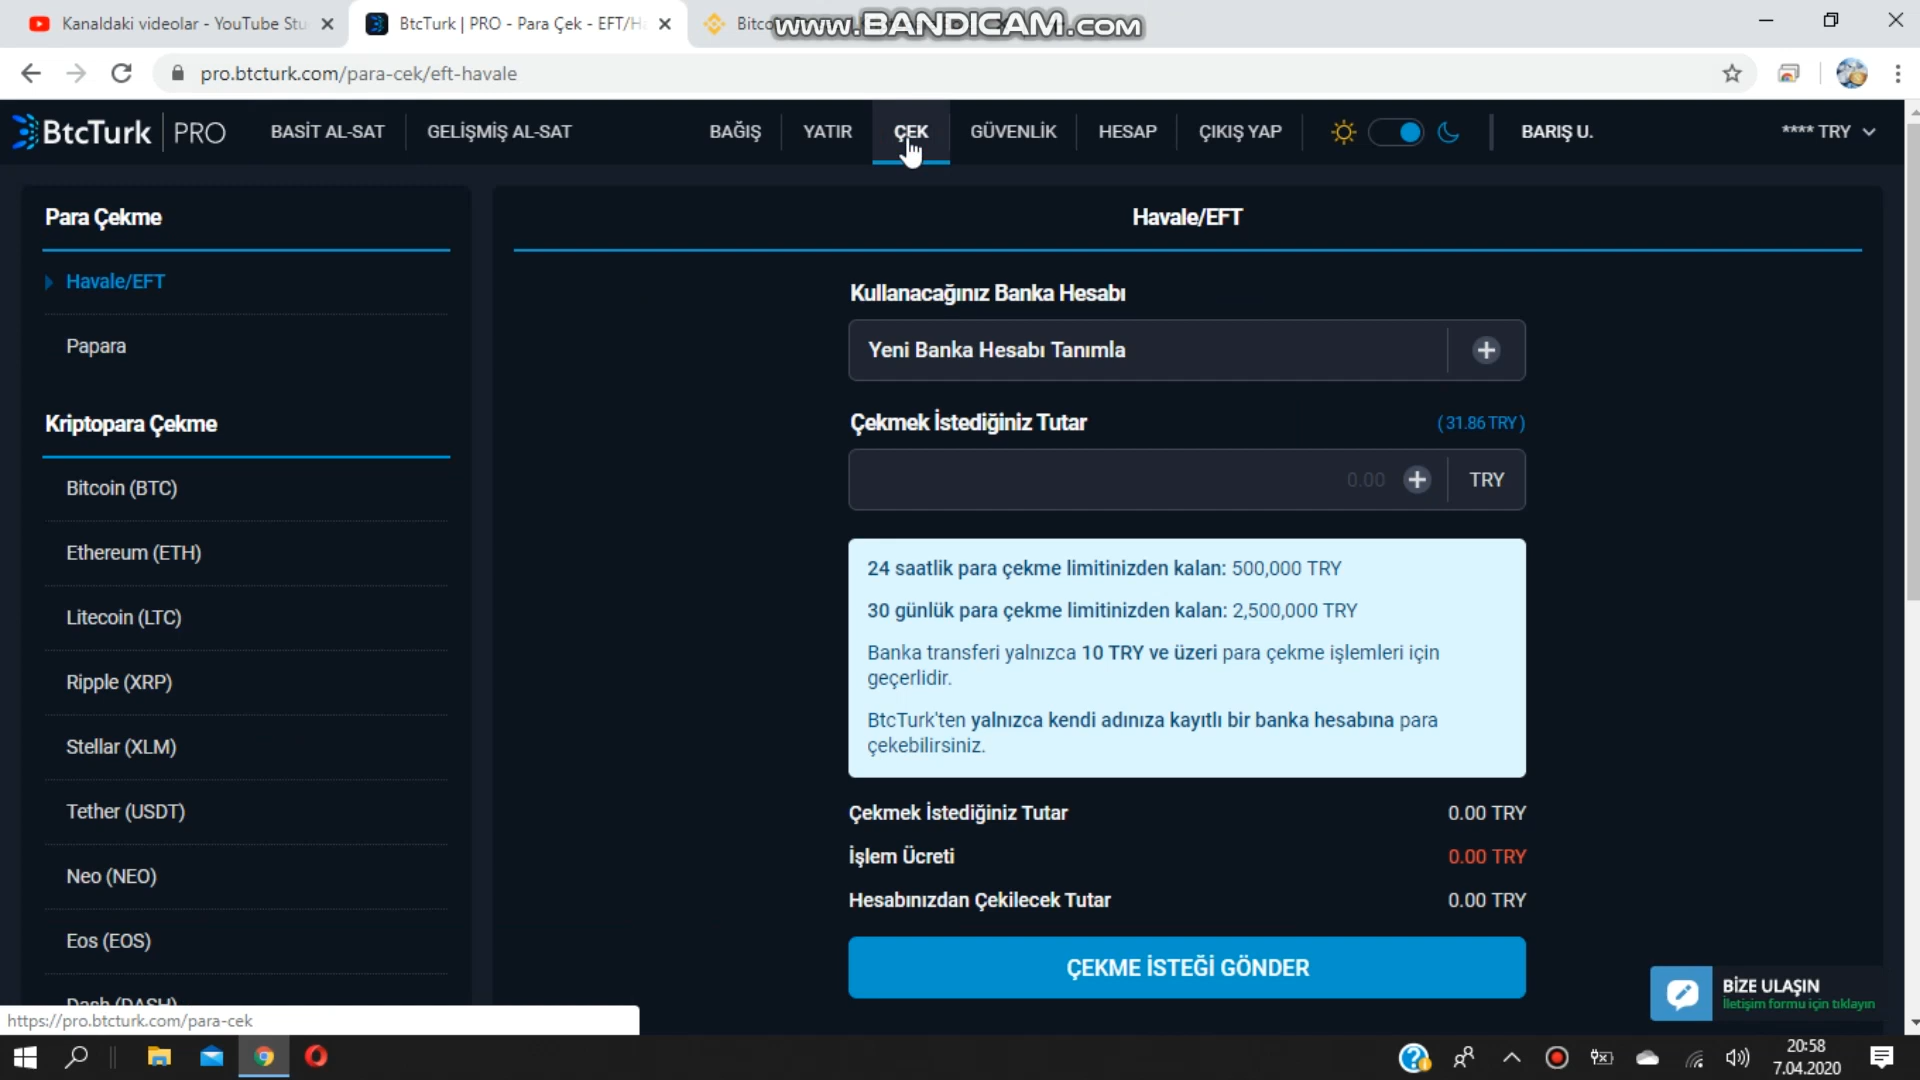 Kanaldaki videolar - YouTube Stu
BtcTurk | PRO - Para Çek - EFT/H
www.BANDICAM.com
pro.btcturk.com/para-cek/eft-havale
BtcTurk | PRO
BASİT AL-SAT
GELİŞMİŞ AL-SAT
BAĞIŞ
YATIR
ÇEK
GÜVENLİK
HESAP
ÇIKIŞ YAP
BARIŞ U.
**** TRY
Para Çekme
Havale/EFT
Papara
Kriptopara Çekme
Bitcoin (BTC)
Ethereum (ETH)
Litecoin (LTC)
Ripple (XRP)
Stellar (XLM)
Tether (USDT)
Neo (NEO)
Eos (EOS)
Dash (DASH)
Havale/EFT
Kullanacağınız Banka Hesabı
Yeni Banka Hesabı Tanımla
Çekmek İstediğiniz Tutar
(31.86 TRY)
0.00
TRY
24 saatlik para çekme limitinizden kalan: 500,000 TRY
30 günlük para çekme limitinizden kalan: 2,500,000 TRY
Banka transferi yalnızca 10 TRY ve üzeri para çekme işlemleri için
geçerlidir.
BtcTurk'ten yalnızca kendi adınıza kayıtlı bir banka hesabına para
çekebilirsiniz.
Çekmek İstediğiniz Tutar 0.00 TRY
İşlem Ücreti 0.00 TRY
Hesabınızdan Çekilecek Tutar 0.00 TRY
ÇEKME İSTEĞİ GÖNDER
BİZE ULAŞIN
İletişim formu için tıklayın
https://pro.btcturk.com/para-cek
20:58
7.04.2020